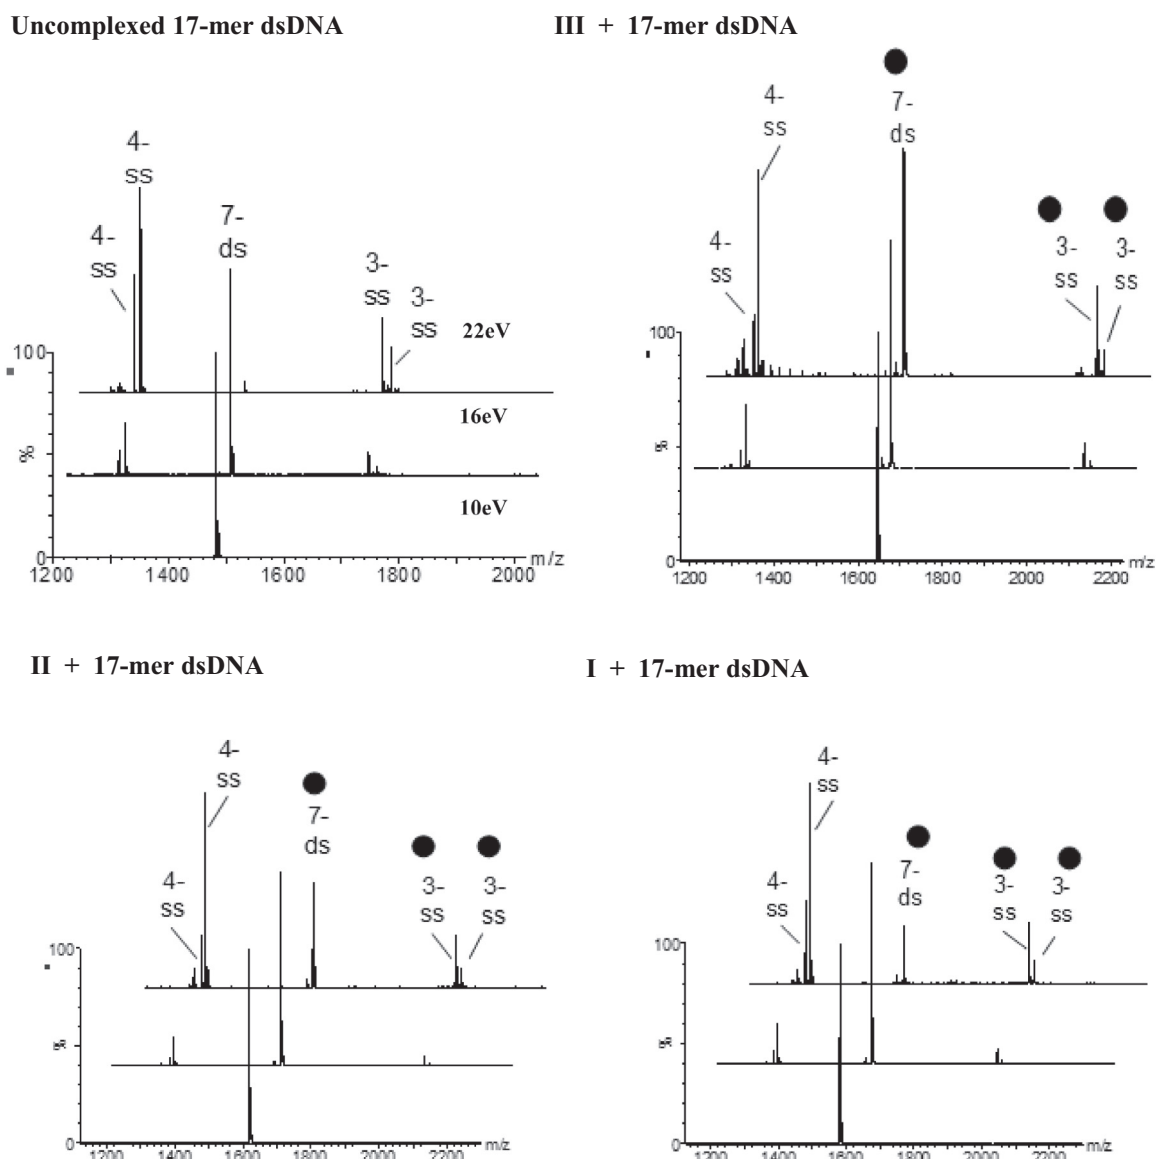 Uncomplexed 17-mer dsDNA
4-
ss
4-
ss
7-
ds
3-
ss
3-
ss
22eV
16eV
10eV
100
%
0
1200 1400 1600 1800 2000 m/z
III + 17-mer dsDNA
4-
ss
7-
ds
4-
ss
3-
ss
3-
ss
100
%
0
1200 1400 1600 1800 2000 2200 m/z
II + 17-mer dsDNA
4-
ss
7-
ds
4-
ss
3-
ss
3-
ss
100
%
0
1200 1400 1600 1800 2000 2200 m/z
I + 17-mer dsDNA
4-
ss
7-
ds
4-
ss
3-
ss
3-
ss
100
%
0
1200 1400 1600 1800 2000 2200 m/z